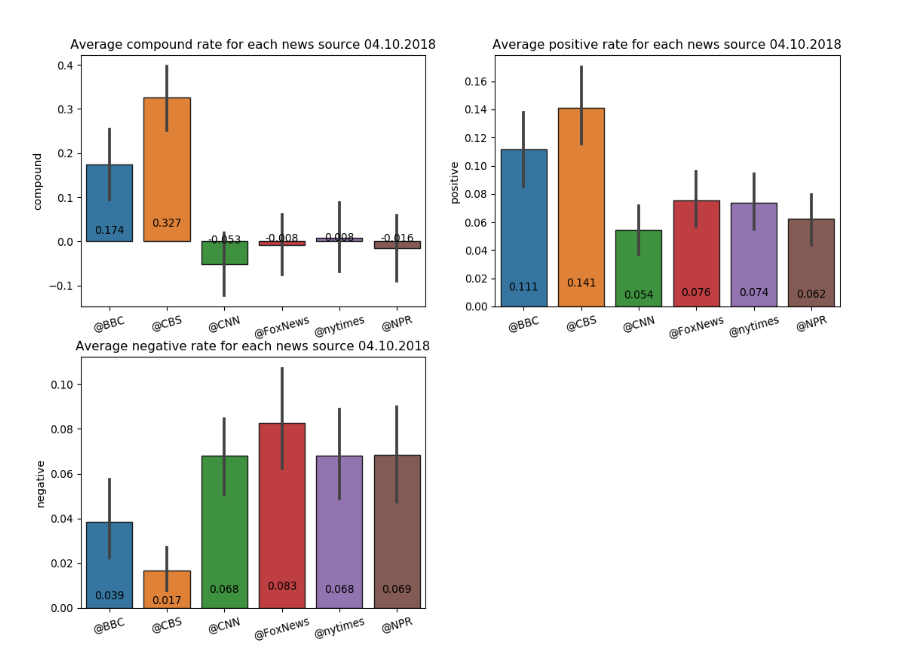 Average compound rate for each news source 04.10.2018
compound
0.4
0.3
0.2
0.1
0.0
−0.1
0.174
0.327
-0.053
-0.008
0.008
-0.016
@BBC
@CBS
@CNN
@FoxNews
@nytimes
@NPR
Average positive rate for each news source 04.10.2018
positive
0.16
0.14
0.12
0.10
0.08
0.06
0.04
0.02
0.00
0.111
0.141
0.054
0.076
0.074
0.062
@BBC
@CBS
@CNN
@FoxNews
@nytimes
@NPR
Average negative rate for each news source 04.10.2018
negative
0.10
0.08
0.06
0.04
0.02
0.00
0.039
0.017
0.068
0.083
0.068
0.069
@BBC
@CBS
@CNN
@FoxNews
@nytimes
@NPR